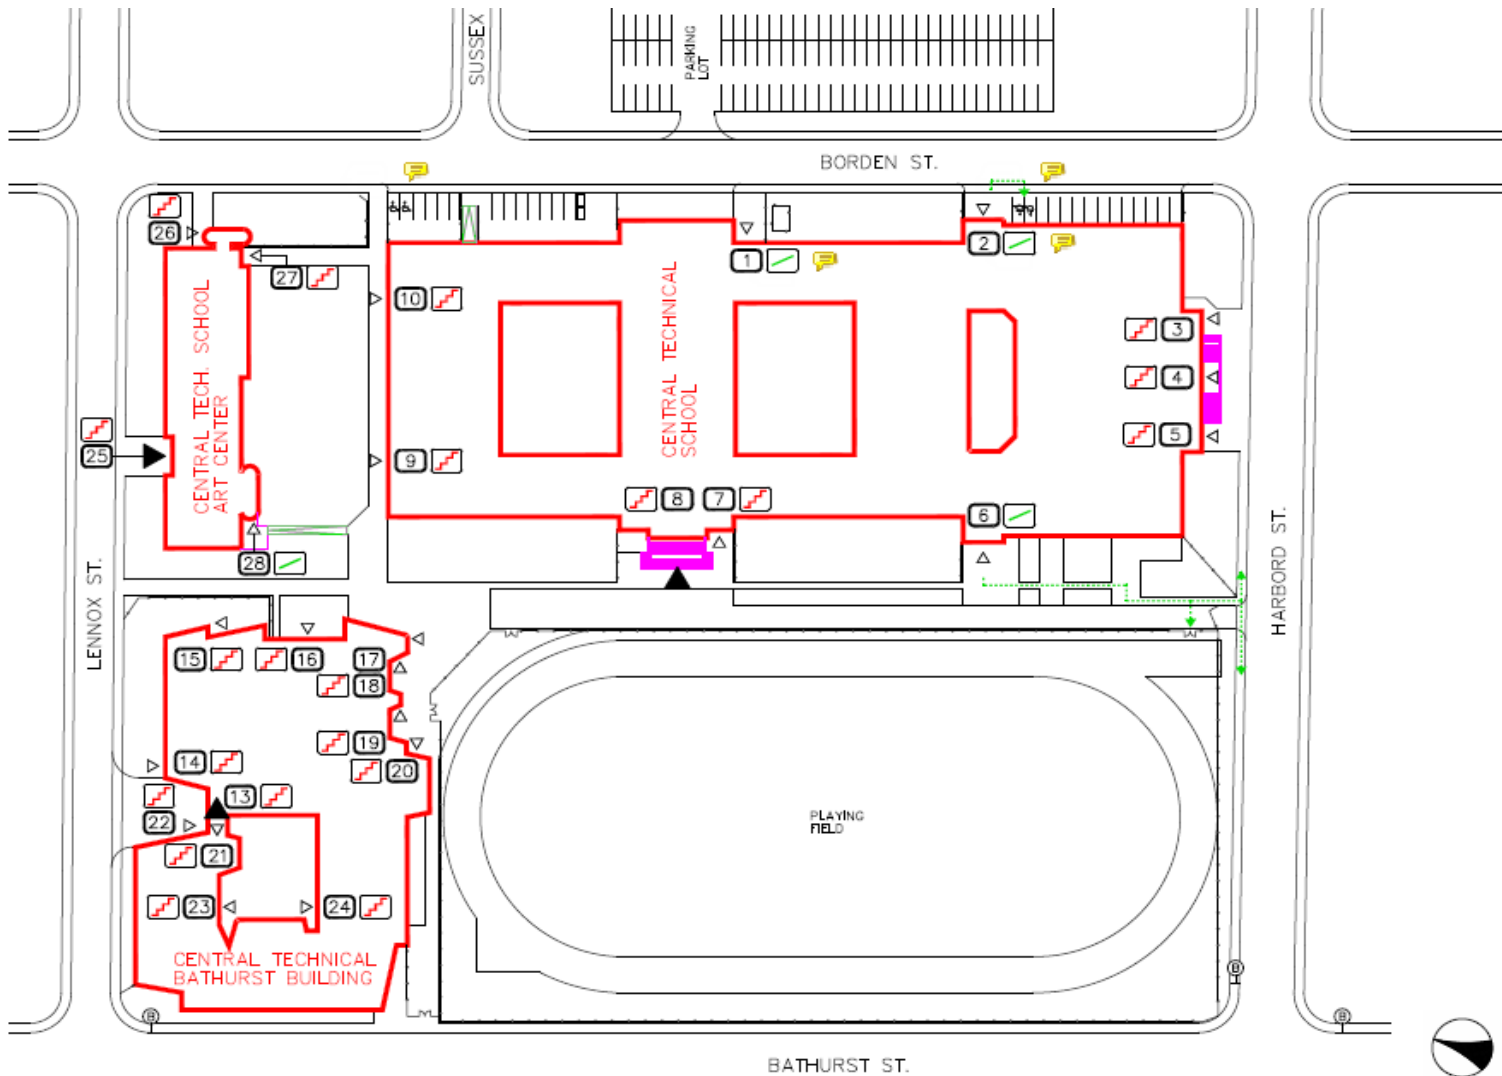 SUSSEX
PARKING
LOT
BORDEN ST.
26
27
1
2
10
3
4
5
25
9
8
7
6
28
CENTRAL TECH. SCHOOL
ART CENTER
CENTRAL TECHNICAL
SCHOOL
LENNOX ST.
HARBORD ST.
15
16
17
18
19
20
14
13
22
21
23
24
PLAYING
FIELD
CENTRAL TECHNICAL
BATHURST BUILDING
B
B
B
BATHURST ST.